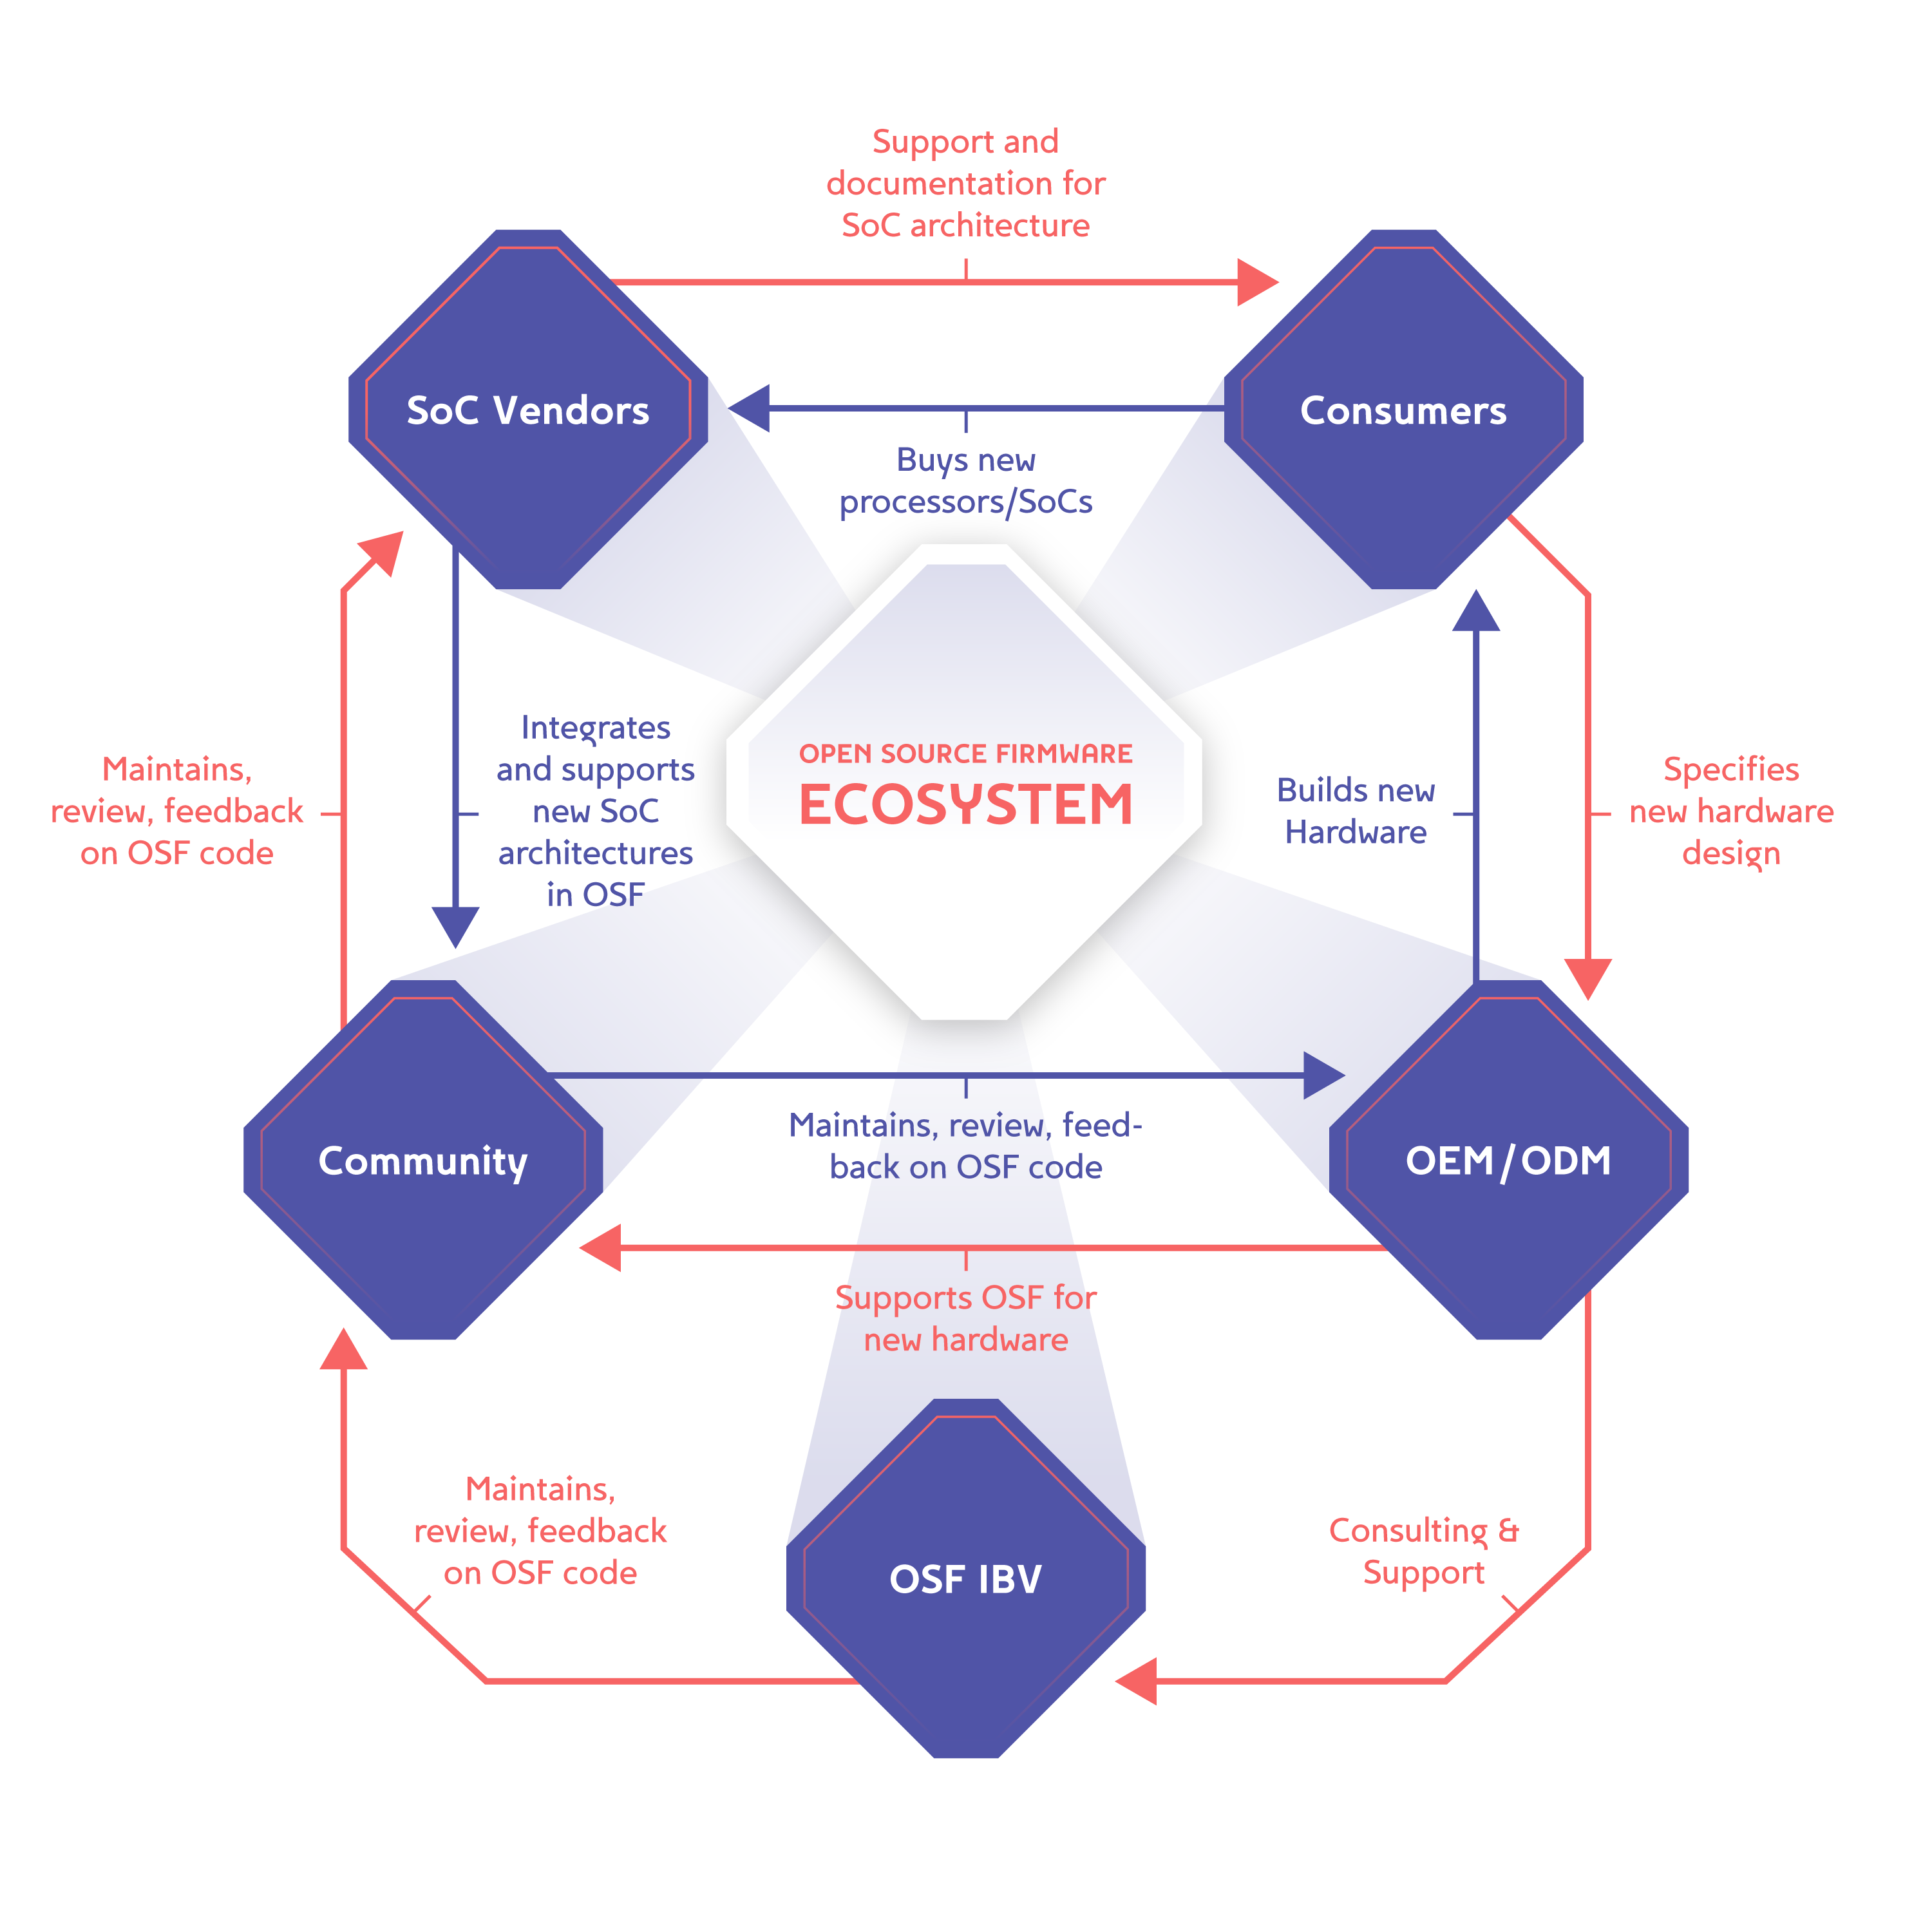 Support and
documentation for
SoC architecture
SoC Vendors
Consumers
Buys new
processors/SoCs
Maintains,
review, feedback
on OSF code
Integrates
and supports
new SoC
architectures
in OSF
OPEN SOURCE FIRMWARE
ECOSYSTEM
Builds new
Hardware
Specifies
new hardware
design
Community
Maintains, review, feed-
back on OSF code
OEM/ODM
Supports OSF for
new hardware
Maintains,
review, feedback
on OSF code
OSF IBV
Consulting &
Support